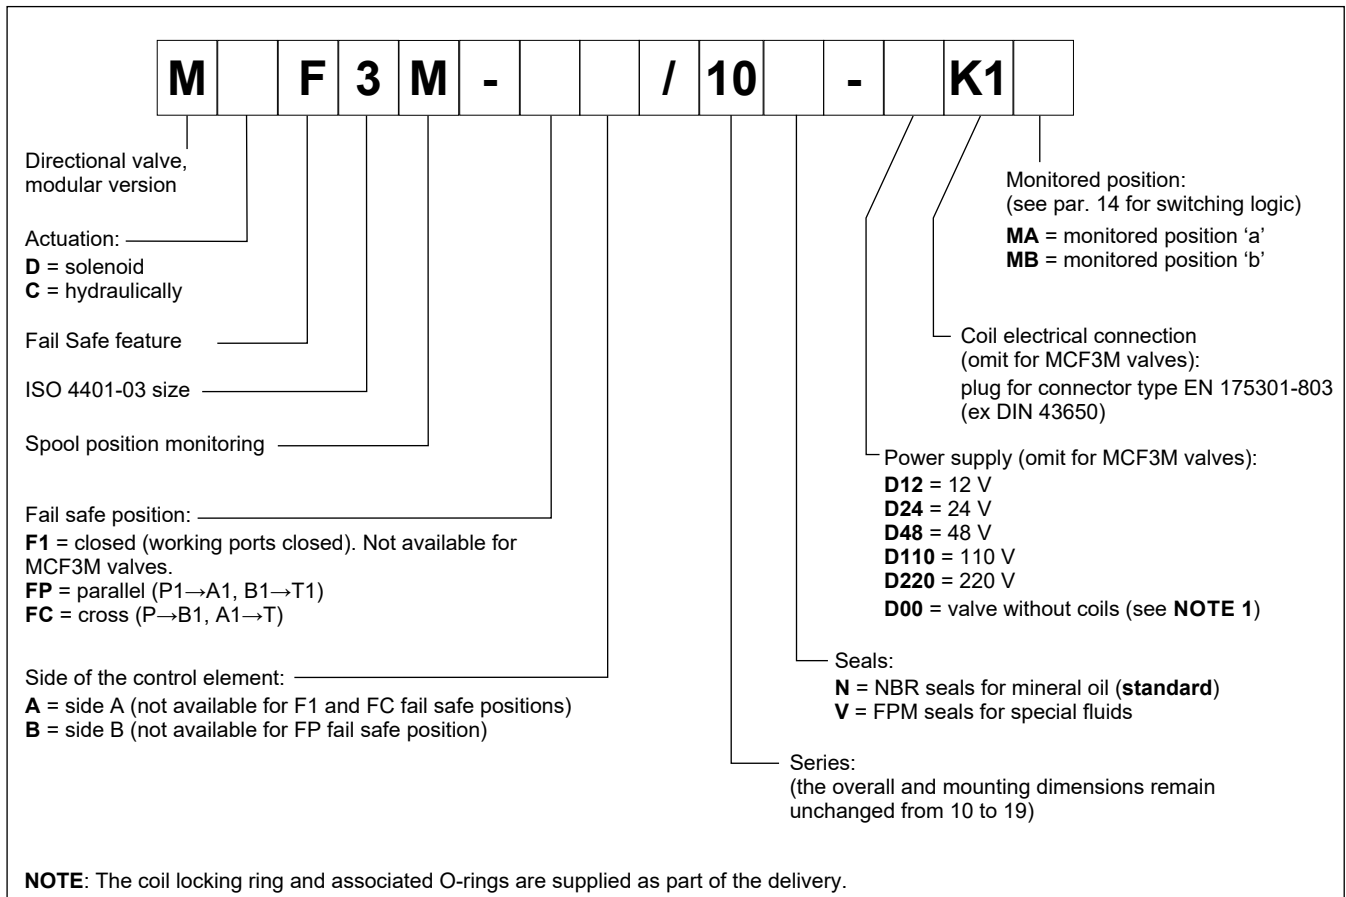 M F 3 M - / 10 - K1
Directional valve,
modular version
Actuation:
D = solenoid
C = hydraulically
Fail Safe feature
ISO 4401-03 size
Spool position monitoring
Fail safe position:
F1 = closed (working ports closed). Not available for
MCF3M valves.
FP = parallel (P1→A1, B1→T1)
FC = cross (P→B1, A1→T)
Side of the control element:
A = side A (not available for F1 and FC fail safe positions)
B = side B (not available for FP fail safe position)
Monitored position:
(see par. 14 for switching logic)
MA = monitored position ‘a’
MB = monitored position ‘b’
Coil electrical connection
(omit for MCF3M valves):
plug for connector type EN 175301-803
(ex DIN 43650)
Power supply (omit for MCF3M valves):
D12 = 12 V
D24 = 24 V
D48 = 48 V
D110 = 110 V
D220 = 220 V
D00 = valve without coils (see NOTE 1)
Seals:
N = NBR seals for mineral oil (standard)
V = FPM seals for special fluids
Series:
(the overall and mounting dimensions remain
unchanged from 10 to 19)
NOTE: The coil locking ring and associated O-rings are supplied as part of the delivery.